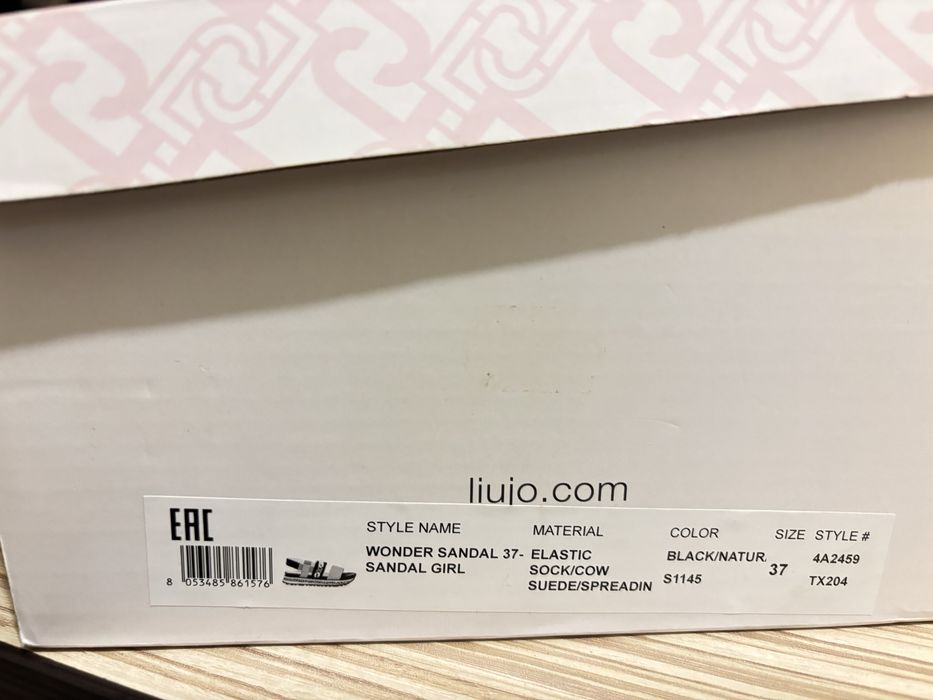 liujo.com
EAC
8 053485 861576
STYLE NAME
WONDER SANDAL 37-
SANDAL GIRL
MATERIAL
ELASTIC
SOCK/COW
SUEDE/SPREADIN
COLOR
BLACK/NATUR.
S1145
SIZE
37
STYLE #
4A2459
TX204